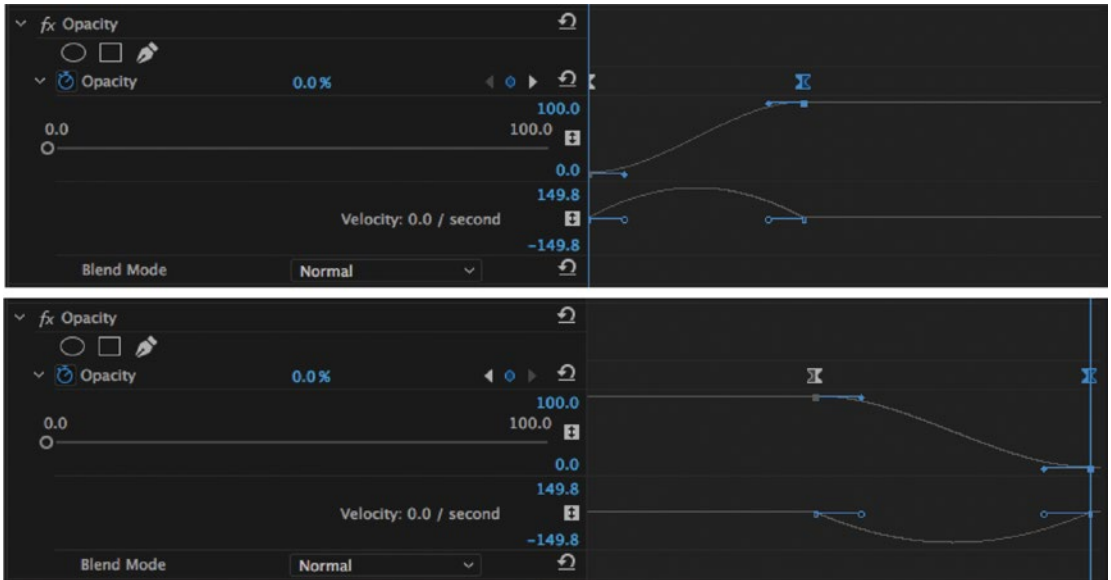 fx Opacity
Opacity 0.0 %
100.0
0.0 100.0
0.0
149.8
Velocity: 0.0 / second
-149.8
Blend Mode Normal
fx Opacity
Opacity 0.0 %
100.0
0.0 100.0
0.0
149.8
Velocity: 0.0 / second
-149.8
Blend Mode Normal